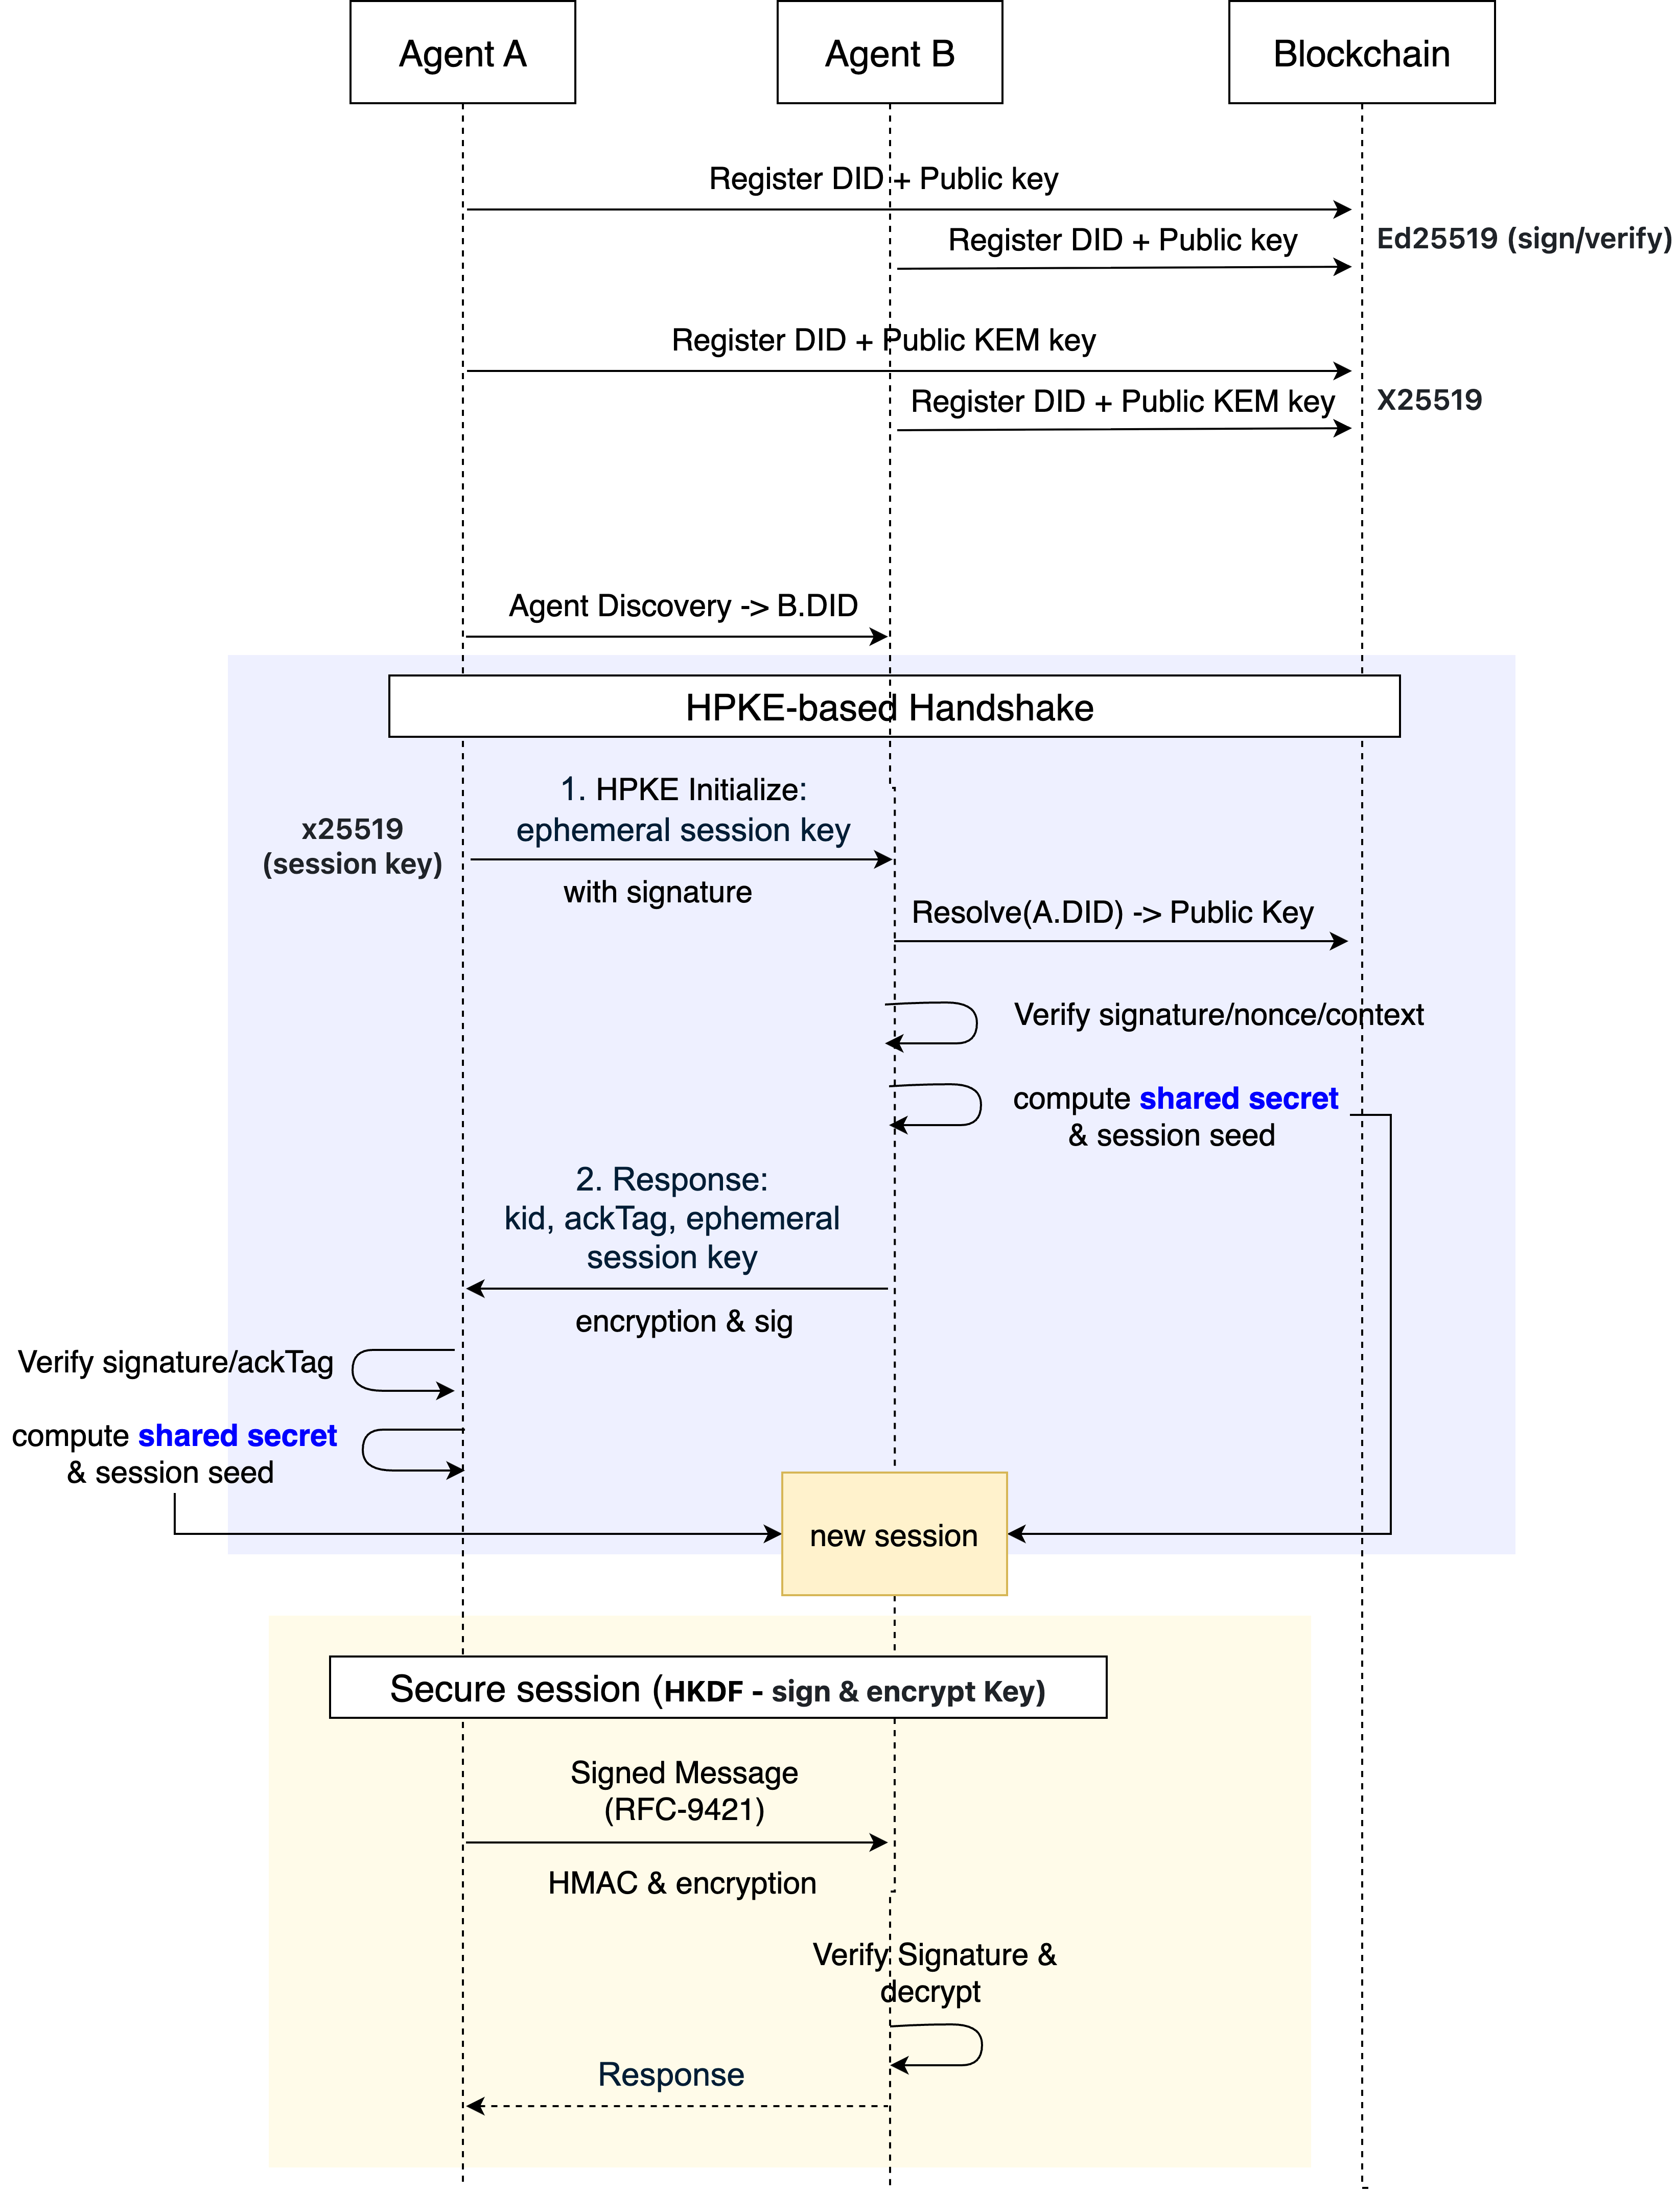 Agent A
Agent B
Blockchain
Register DID + Public key
Register DID + Public key
Ed25519 (sign/verify)
Register DID + Public KEM key
Register DID + Public KEM key
X25519
Agent Discovery -> B.DID
HPKE-based Handshake
1. HPKE Initialize:
ephemeral session key
x25519
(session key)
with signature
Resolve(A.DID) -> Public Key
Verify signature/nonce/context
compute shared secret
& session seed
2. Response:
kid, ackTag, ephemeral
session key
encryption & sig
Verify signature/ackTag
compute shared secret
& session seed
new session
Secure session (HKDF - sign & encrypt Key)
Signed Message
(RFC-9421)
HMAC & encryption
Verify Signature &
decrypt
Response